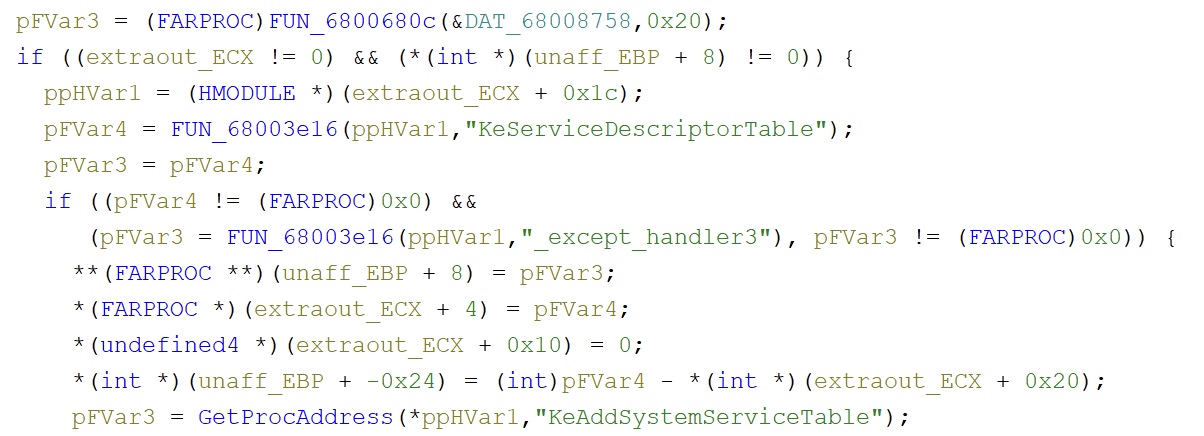 pFVar3 = (FARPROC)FUN_6800680c(&DAT_68008758,0x20);
if ((extraout_ECX != 0) && (*(int *)(unaff_EBP + 8) != 0)) {
ppHVar1 = (HMODULE *)(extraout_ECX + 0x1c);
pFVar4 = FUN_68003e16(ppHVar1,"KeServiceDescriptorTable");
pFVar3 = pFVar4;
if ((pFVar4 != (FARPROC)0x0) &&
(pFVar3 = FUN_68003e16(ppHVar1,"_except_handler3"), pFVar3 != (FARPROC)0x0)) {
**(FARPROC **)(unaff_EBP + 8) = pFVar3;
*(FARPROC *)(extraout_ECX + 4) = pFVar4;
*(undefined4 *)(extraout_ECX + 0x10) = 0;
*(int *)(unaff_EBP + -0x24) = (int)pFVar4 - *(int *)(extraout_ECX + 0x20);
pFVar3 = GetProcAddress(*ppHVar1,"KeAddSystemServiceTable");